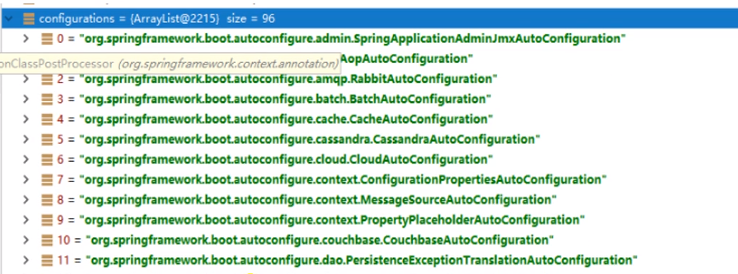 configurations = {ArrayList@2215} size = 96
0 = "org.springframework.boot.autoconfigure.admin.SpringApplicationAdminJmxAutoConfiguration"
onClassPostProcessor (org.springframework.context.annotation) AopAutoConfiguration"
2 = "org.springframework.boot.autoconfigure.amqp.RabbitAutoConfiguration"
3 = "org.springframework.boot.autoconfigure.batch.BatchAutoConfiguration"
4 = "org.springframework.boot.autoconfigure.cache.CacheAutoConfiguration"
5 = "org.springframework.boot.autoconfigure.cassandra.CassandraAutoConfiguration"
6 = "org.springframework.boot.autoconfigure.cloud.CloudAutoConfiguration"
7 = "org.springframework.boot.autoconfigure.context.ConfigurationPropertiesAutoConfiguration"
8 = "org.springframework.boot.autoconfigure.context.MessageSourceAutoConfiguration"
9 = "org.springframework.boot.autoconfigure.context.PropertyPlaceholderAutoConfiguration"
10 = "org.springframework.boot.autoconfigure.couchbase.CouchbaseAutoConfiguration"
11 = "org.springframework.boot.autoconfigure.dao.PersistenceExceptionTranslationAutoConfiguration"